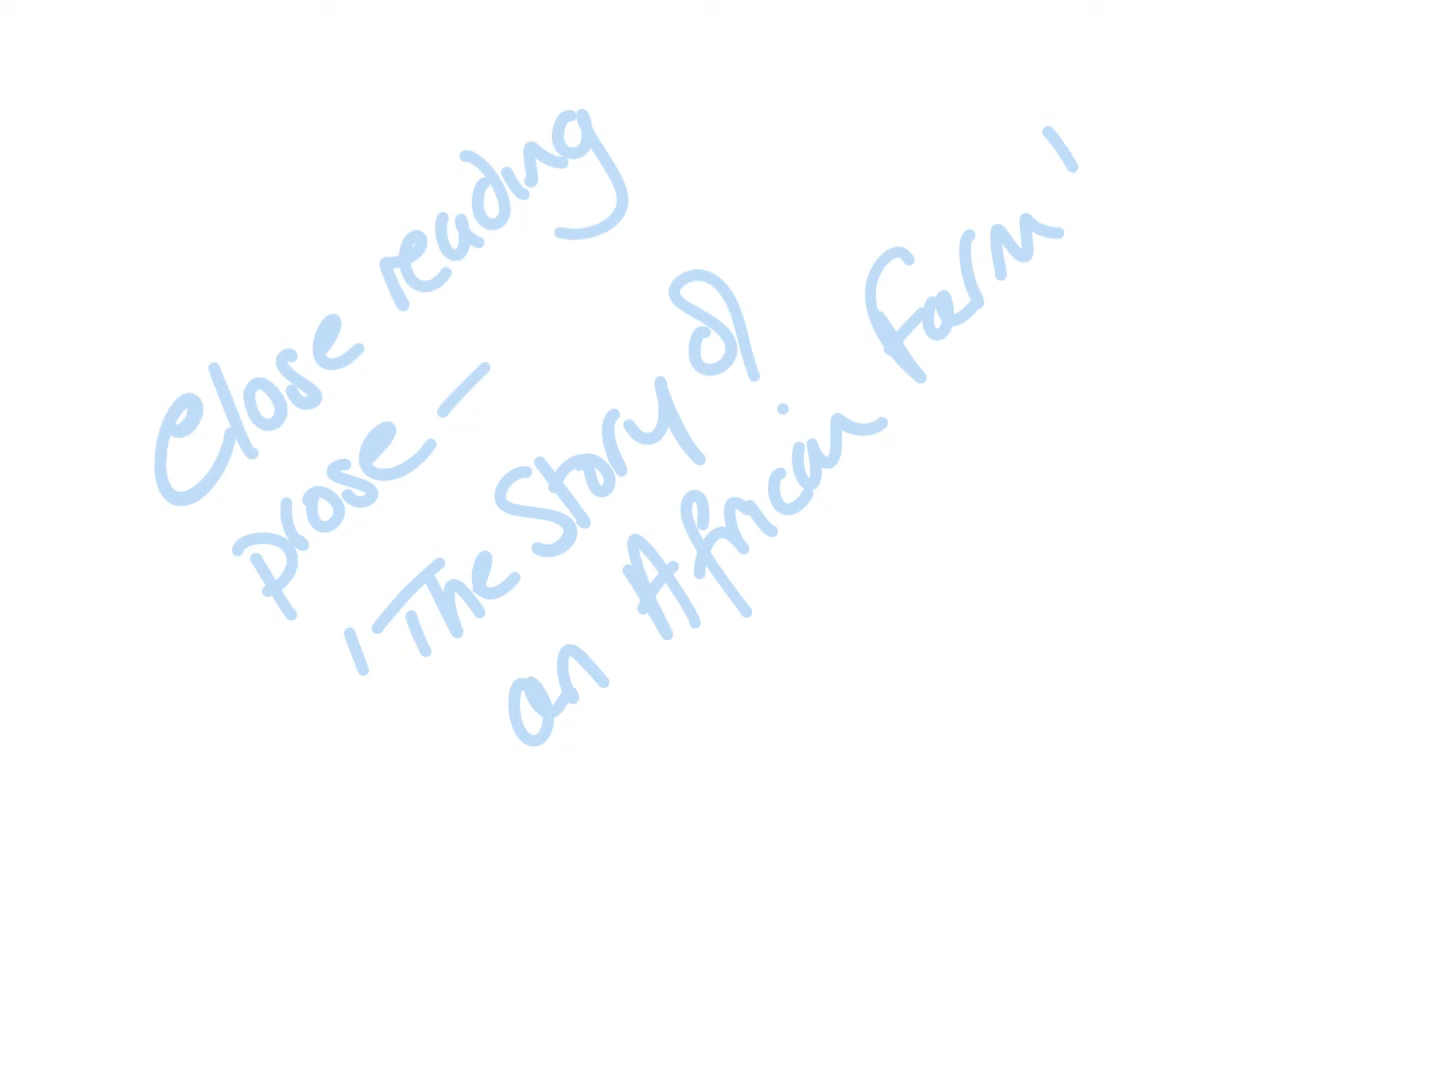 Close reading
prose -
'The Story of
an African Farm'